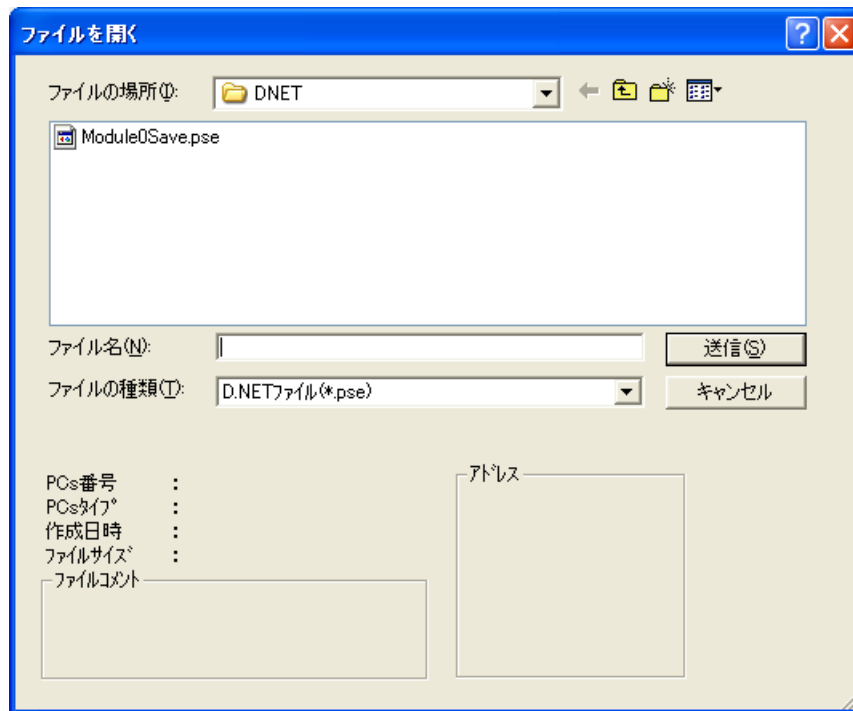 ファイルを開く
ファイルの場所(I):
DNET
Module0Save.pse
ファイル名(N):
送信(S)
ファイルの種類(T):
D.NETファイル(*.pse)
キャンセル
PCs番号 :
PCsﾀｲﾌﾟ :
作成日時 :
ﾌｧｲﾙｻｲｽﾞ :
ﾌｧｲﾙｺﾒﾝﾄ
ｱﾄﾞﾚｽ